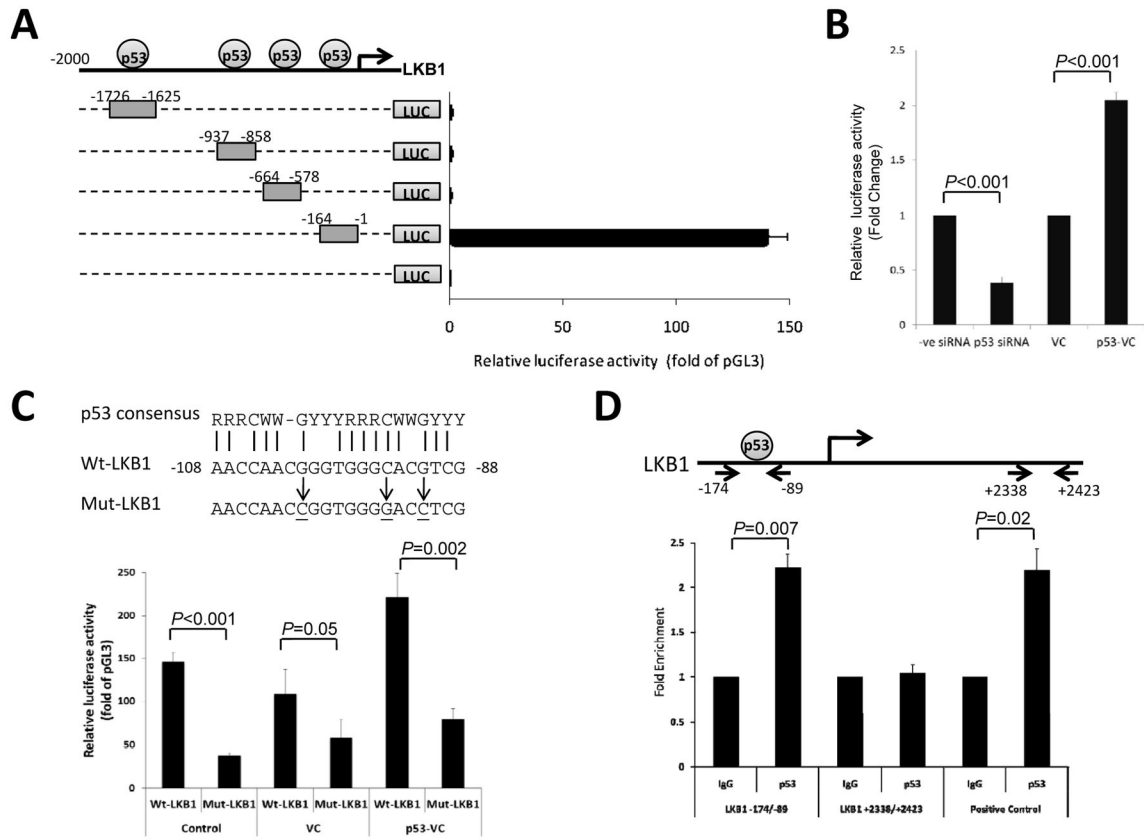 A
p53 p53 p53 p53
-2000
LKB1
-1726 -1625
LUC
-937 -858
LUC
-664 -578
LUC
-164 -1
LUC
LUC
0 50 100 150
Relative luciferase activity (fold of pGL3)
B
Relative luciferase activity
(Fold Change)
2.5
2
1
0.5
0
P<0.001
P<0.001
-ve siRNA p53 siRNA VC p53-VC
C
p53 consensus RRRCWW-GYYYRRRCWWGYYY
Wt-LKB1 -108 AACCAACGGGTGGGCACGTCG -88
Mut-LKB1 AACCAACCGGTGGGGACCTCG
Relative luciferase activity
(fold of pGL3)
250
200
150
100
50
0
P<0.001
P=0.05
P=0.002
Wt-LKB1 Mut-LKB1 Wt-LKB1 Mut-LKB1 Wt-LKB1 Mut-LKB1
Control VC p53-VC
D
p53
LKB1
-174 -89 +2338 +2423
Fold Enrichment
2.5
2
1.5
1
0.5
0
P=0.007
P=0.02
IgG p53 IgG p53 IgG p53
LKB1 -174/-89 LKB1 +2338/+2423 Positive Control